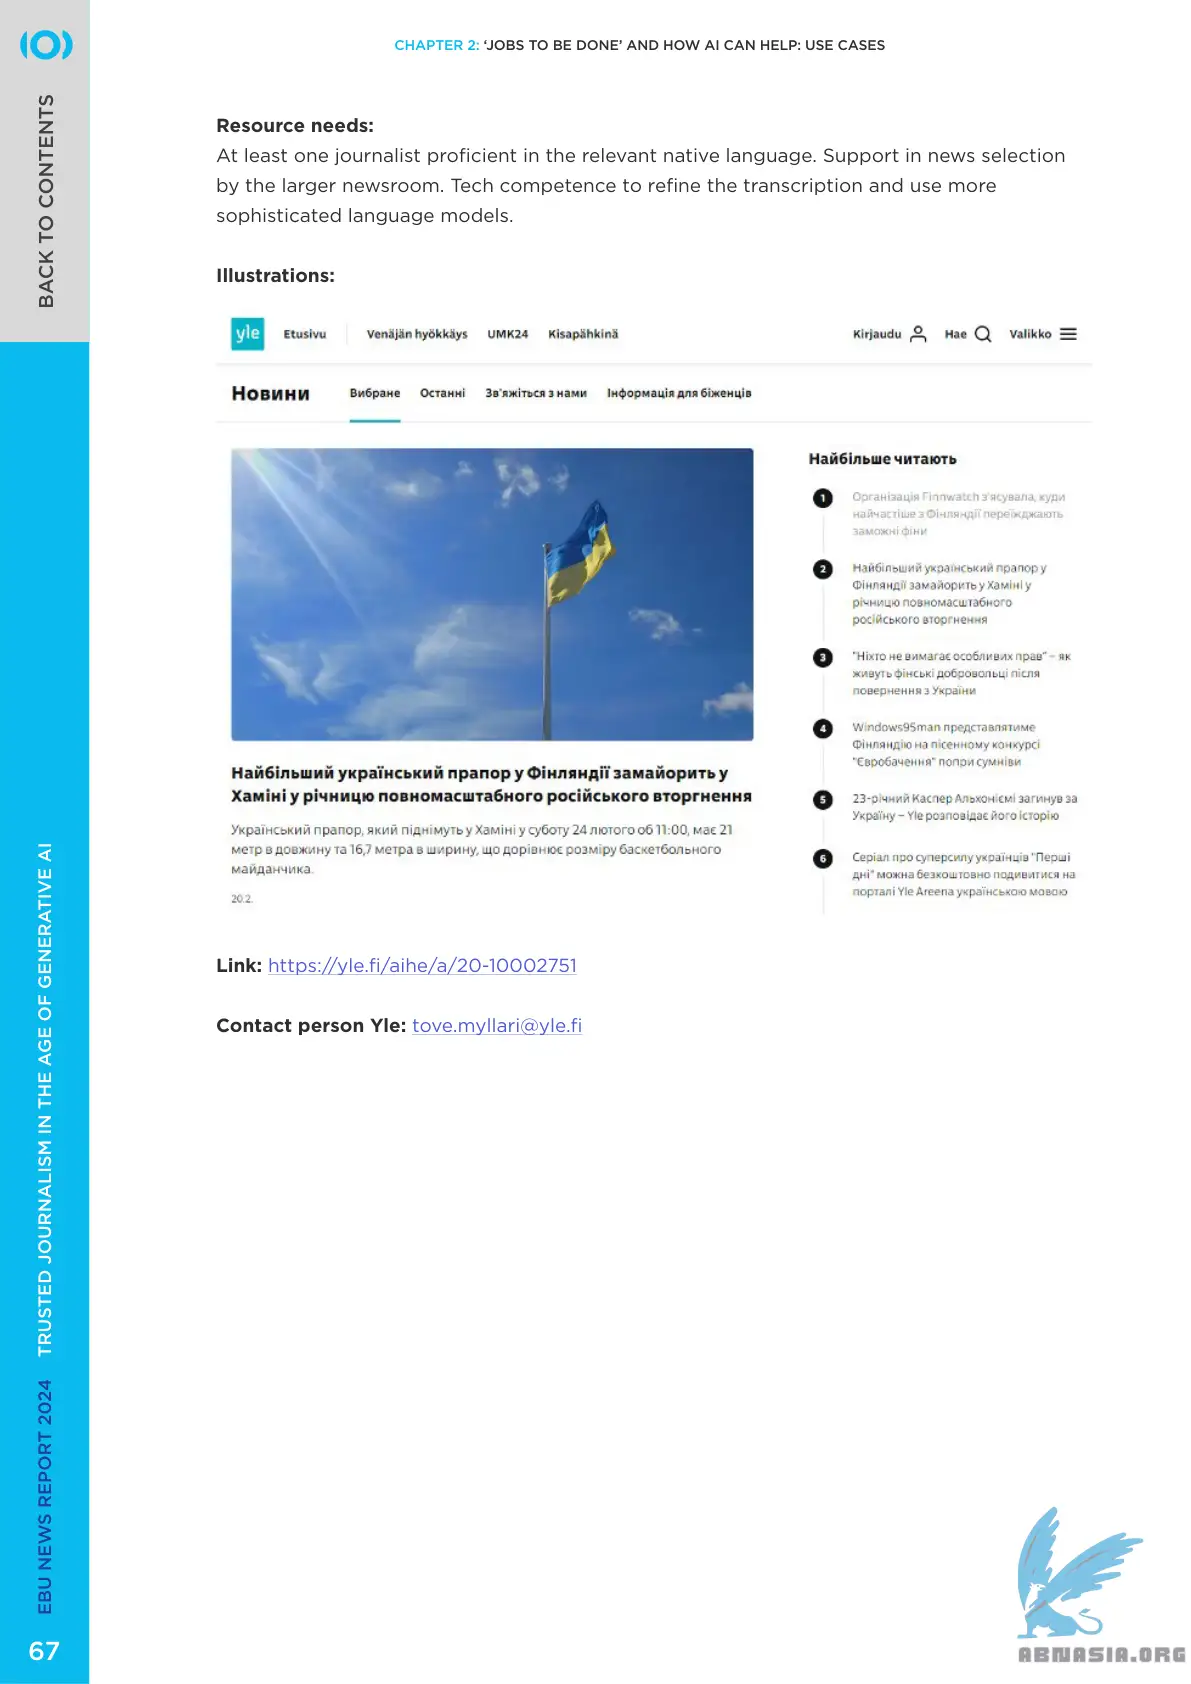 CHAPTER 2: ‘JOBS TO BE DONE’ AND HOW AI CAN HELP: USE CASES
BACK TO CONTENTS
Resource needs:
At least one journalist proficient in the relevant native language. Support in news selection
by the larger newsroom. Tech competence to refine the transcription and use more
sophisticated language models.
Illustrations:
yle Etusivu Venäjän hyökkäys UMK24 Kisapähkinä Kirjaudu Hae Valikko
Новини Вибране Останні Зв'яжіться з нами Інформація для біженців
Найбільший український прапор у Фінляндії замайорить у
Хаміні у річницю повномасштабного російського вторгнення
Український прапор, який піднімуть у Хаміні у суботу 24 лютого об 11:00, має 21
метр в довжину та 16,7 метра в ширину, що дорівнює розміру баскетбольного
майданчика.
20.2.
Найбільше читають
1 Організація Finnwatch з'ясувала, куди
найчастіше з Фінляндії переїжджають
заможні фіни
2 Найбільший український прапор у
Фінляндії замайорить у Хаміні у
річницю повномасштабного
російського вторгнення
3 "Ніхто не вимагає особливих прав" – як
живуть фінські добровольці після
повернення з України
4 Windows95man представлятиме
Фінляндію на пісенному конкурсі
"Євробачення" попри сумніви
5 23-річний Каспер Альхоніємі загинув за
Україну – Yle розповідає його історію
6 Серіал про суперсилу українців "Перші
дні" можна безкоштовно подивитися на
порталі Yle Areena українською мовою
Link: https://yle.fi/aihe/a/20-10002751
Contact person Yle: tove.myllari@yle.fi
EBU NEWS REPORT 2024 TRUSTED JOURNALISM IN THE AGE OF GENERATIVE AI
67
ABNASIA.ORG